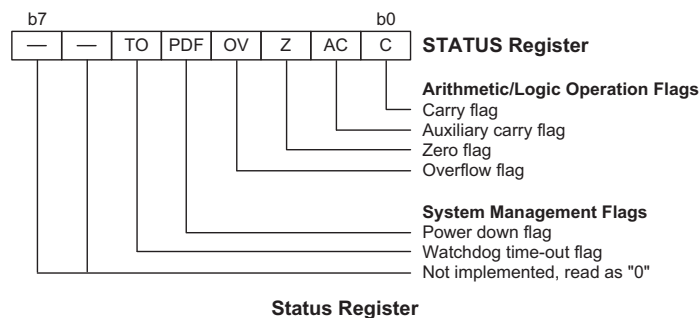 b7 b0
— — TO PDF OV Z AC C STATUS Register
Arithmetic/Logic Operation Flags
Carry flag
Auxiliary carry flag
Zero flag
Overflow flag
System Management Flags
Power down flag
Watchdog time-out flag
Not implemented, read as "0"
Status Register